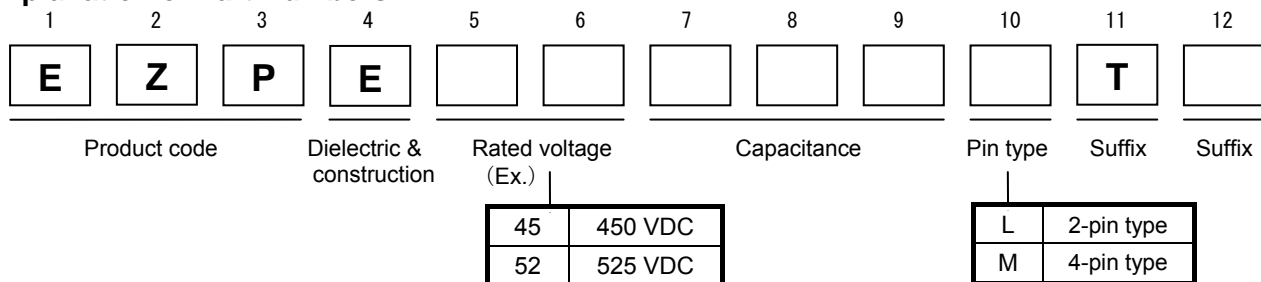 1 2 3 4 5 6 7 8 9 10 11 12
E Z P E T
Product code Dielectric & Rated voltage Capacitance Pin type Suffix Suffix
construction (Ex.)
45 450 VDC L 2-pin type
52 525 VDC M 4-pin type